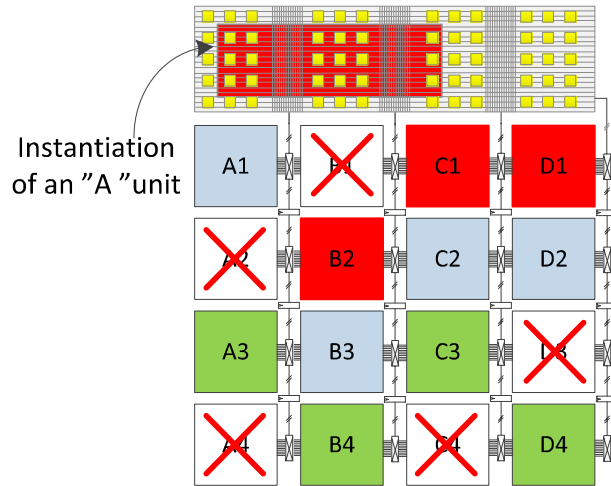 Instantiation
of an "A "unit
A1 B1 C1 D1
A2 B2 C2 D2
A3 B3 C3 D3
A4 B4 C4 D4